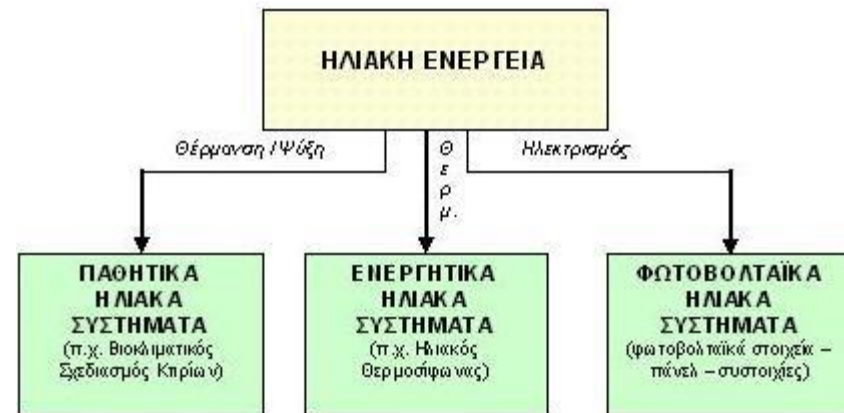 ΗΛΙΑΚΗ ΕΝΕΡΓΕΙΑ
Θέρμανση /Ψύξη
Θ
ε
ρ
μ.
Ηλεκτρισμός
ΠΑΘΗΤΙΚΑ
ΗΛΙΑΚΑ
ΣΥΣΤΗΜΑΤΑ
(π.χ. Βιοκλιματικός
Σχεδιασμός Κτιρίων)
ΕΝΕΡΓΗΤΙΚΑ
ΗΛΙΑΚΑ
ΣΥΣΤΗΜΑΤΑ
(π.χ. Ηλιακός
Θερμοσίφωνας)
ΦΩΤΟΒΟΛΤΑΪΚΑ
ΗΛΙΑΚΑ
ΣΥΣΤΗΜΑΤΑ
(φωτοβολταϊκά στοιχεία –
πάνελ – συστοιχίες)